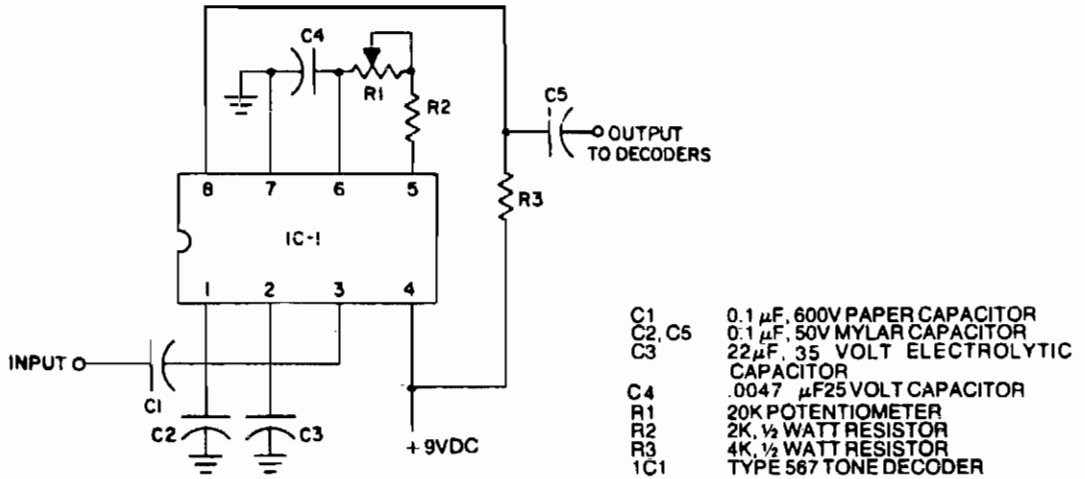 C4
R1
R2
C5
OUTPUT
TO DECODERS
8 7 6 5
R3
IC-1
1 2 3 4
INPUT
C1
C2
C3
+9VDC
C1 0.1 µF, 600V PAPER CAPACITOR
C2, C5 0.1 µF, 50V MYLAR CAPACITOR
C3 22µF, 35 VOLT ELECTROLYTIC
CAPACITOR
C4 .0047 µF25 VOLT CAPACITOR
R1 20K POTENTIOMETER
R2 2K, ½ WATT RESISTOR
R3 4K, ½ WATT RESISTOR
1C1 TYPE 567 TONE DECODER